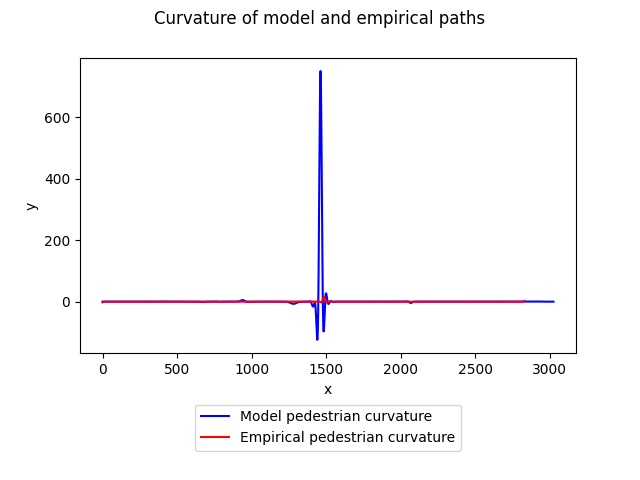 Curvature of model and empirical paths
600
400
200
0
y
0 500 1000 1500 2000 2500 3000
x
Model pedestrian curvature
Empirical pedestrian curvature